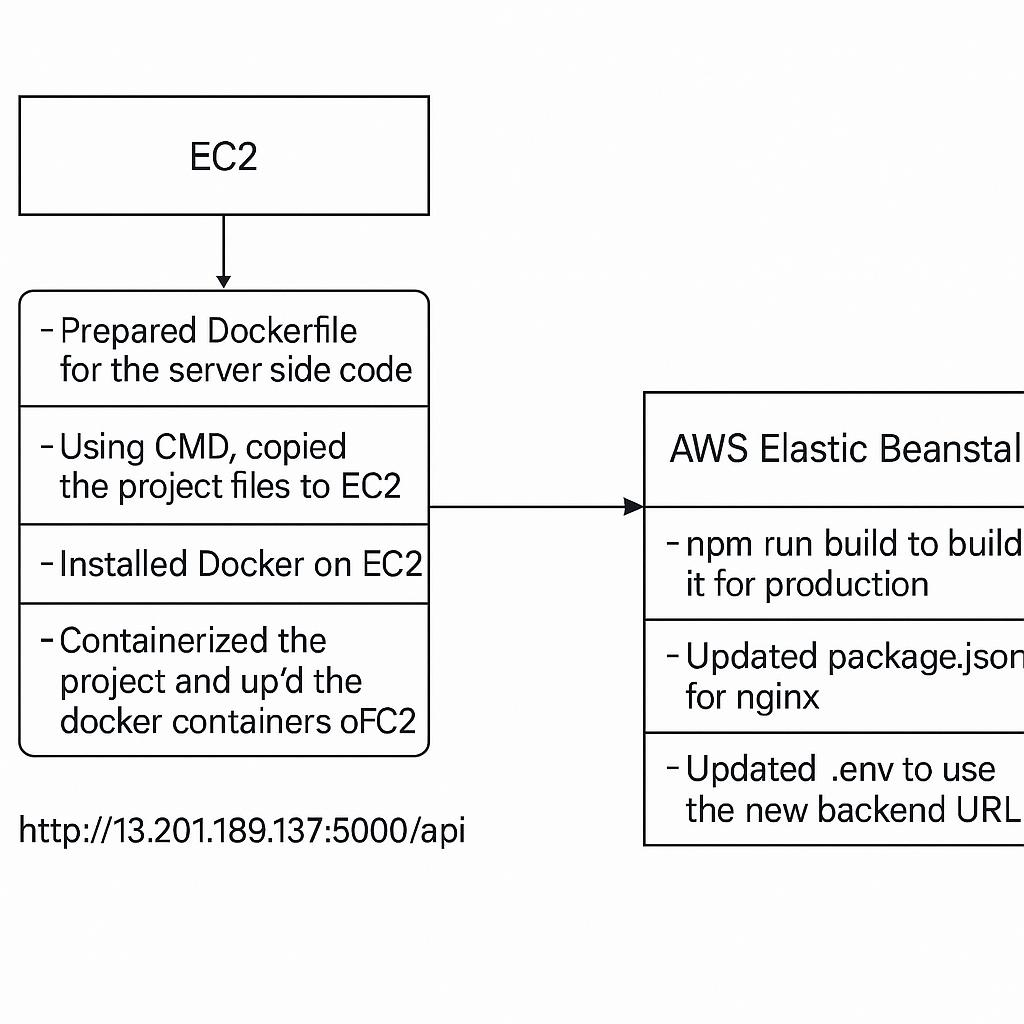 EC2
- Prepared Dockerfile
for the server side code
- Using CMD, copied
the project files to EC2
- Installed Docker on EC2
- Containerized the
project and up'd the
docker containers oFC2
http://13.201.189.137:5000/api
AWS Elastic Beanstal
- npm run build to build
it for production
- Updated package.json
for nginx
- Updated .env to use
the new backend URL